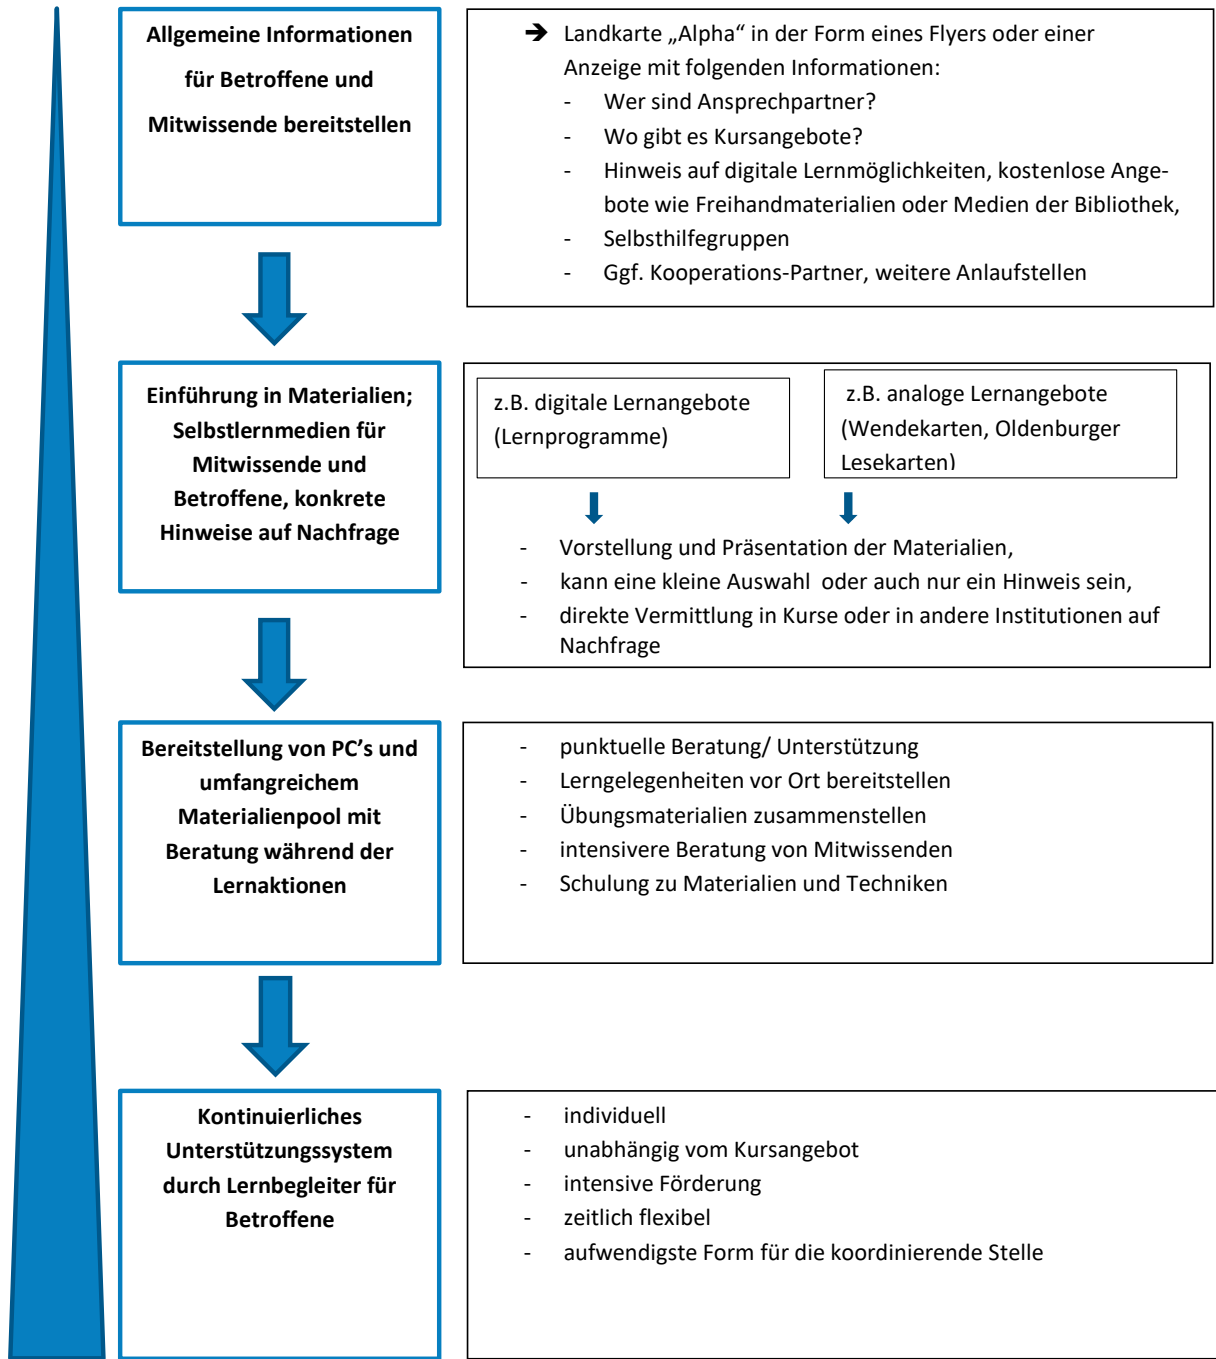 Allgemeine Informationen
für Betroffene und
Mitwissende bereitstellen
➔ Landkarte „Alpha“ in der Form eines Flyers oder einer
Anzeige mit folgenden Informationen:
- Wer sind Ansprechpartner?
- Wo gibt es Kursangebote?
- Hinweis auf digitale Lernmöglichkeiten, kostenlose Ange-
bote wie Freihandmaterialien oder Medien der Bibliothek,
- Selbsthilfegruppen
- Ggf. Kooperations-Partner, weitere Anlaufstellen
Einführung in Materialien;
Selbstlernmedien für
Mitwissende und
Betroffene, konkrete
Hinweise auf Nachfrage
z.B. digitale Lernangebote
(Lernprogramme)
z.B. analoge Lernangebote
(Wendekarten, Oldenburger
Lesekarten)
- Vorstellung und Präsentation der Materialien,
- kann eine kleine Auswahl oder auch nur ein Hinweis sein,
- direkte Vermittlung in Kurse oder in andere Institutionen auf
Nachfrage
Bereitstellung von PC’s und
umfangreichem
Materialienpool mit
Beratung während der
Lernaktionen
- punktuelle Beratung/ Unterstützung
- Lerngelegenheiten vor Ort bereitstellen
- Übungsmaterialien zusammenstellen
- intensivere Beratung von Mitwissenden
- Schulung zu Materialien und Techniken
Kontinuierliches
Unterstützungssystem
durch Lernbegleiter für
Betroffene
- individuell
- unabhängig vom Kursangebot
- intensive Förderung
- zeitlich flexibel
- aufwendigste Form für die koordinierende Stelle